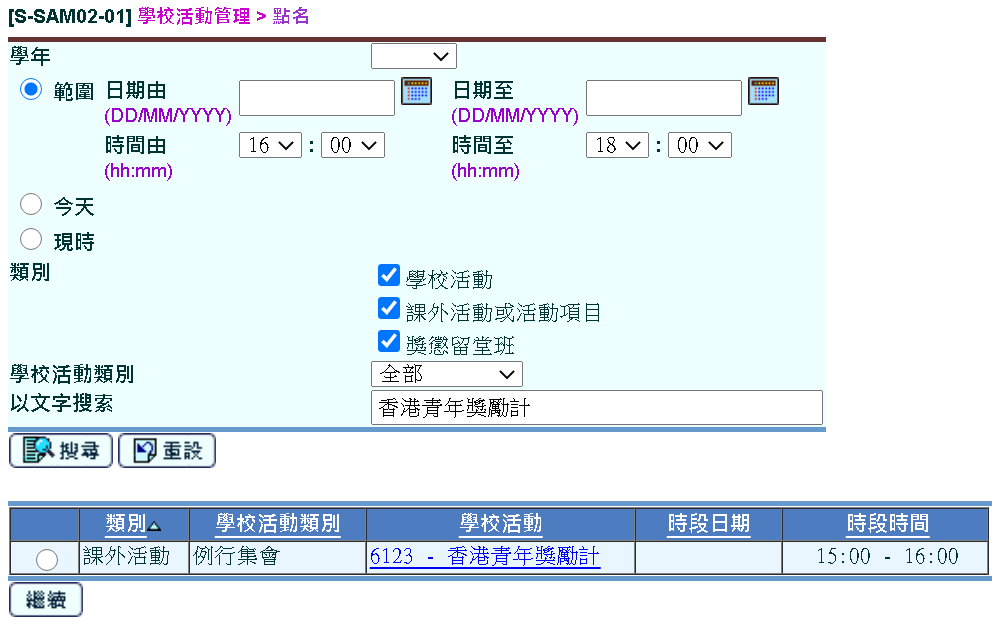 [S-SAM02-01] 學校活動管理 > 點名
學年
範圍 日期由 日期至
(DD/MM/YYYY) (DD/MM/YYYY)
時間由 16 : 00 時間至 18 : 00
(hh:mm) (hh:mm)
今天
現時
類別
學校活動
課外活動或活動項目
獎懲留堂班
學校活動類別 全部
以文字搜索 香港青年獎勵計
搜尋 重設
類別 學校活動類別 學校活動 時段日期 時段時間
課外活動 例行集會 6123 - 香港青年獎勵計 15:00 - 16:00
繼續